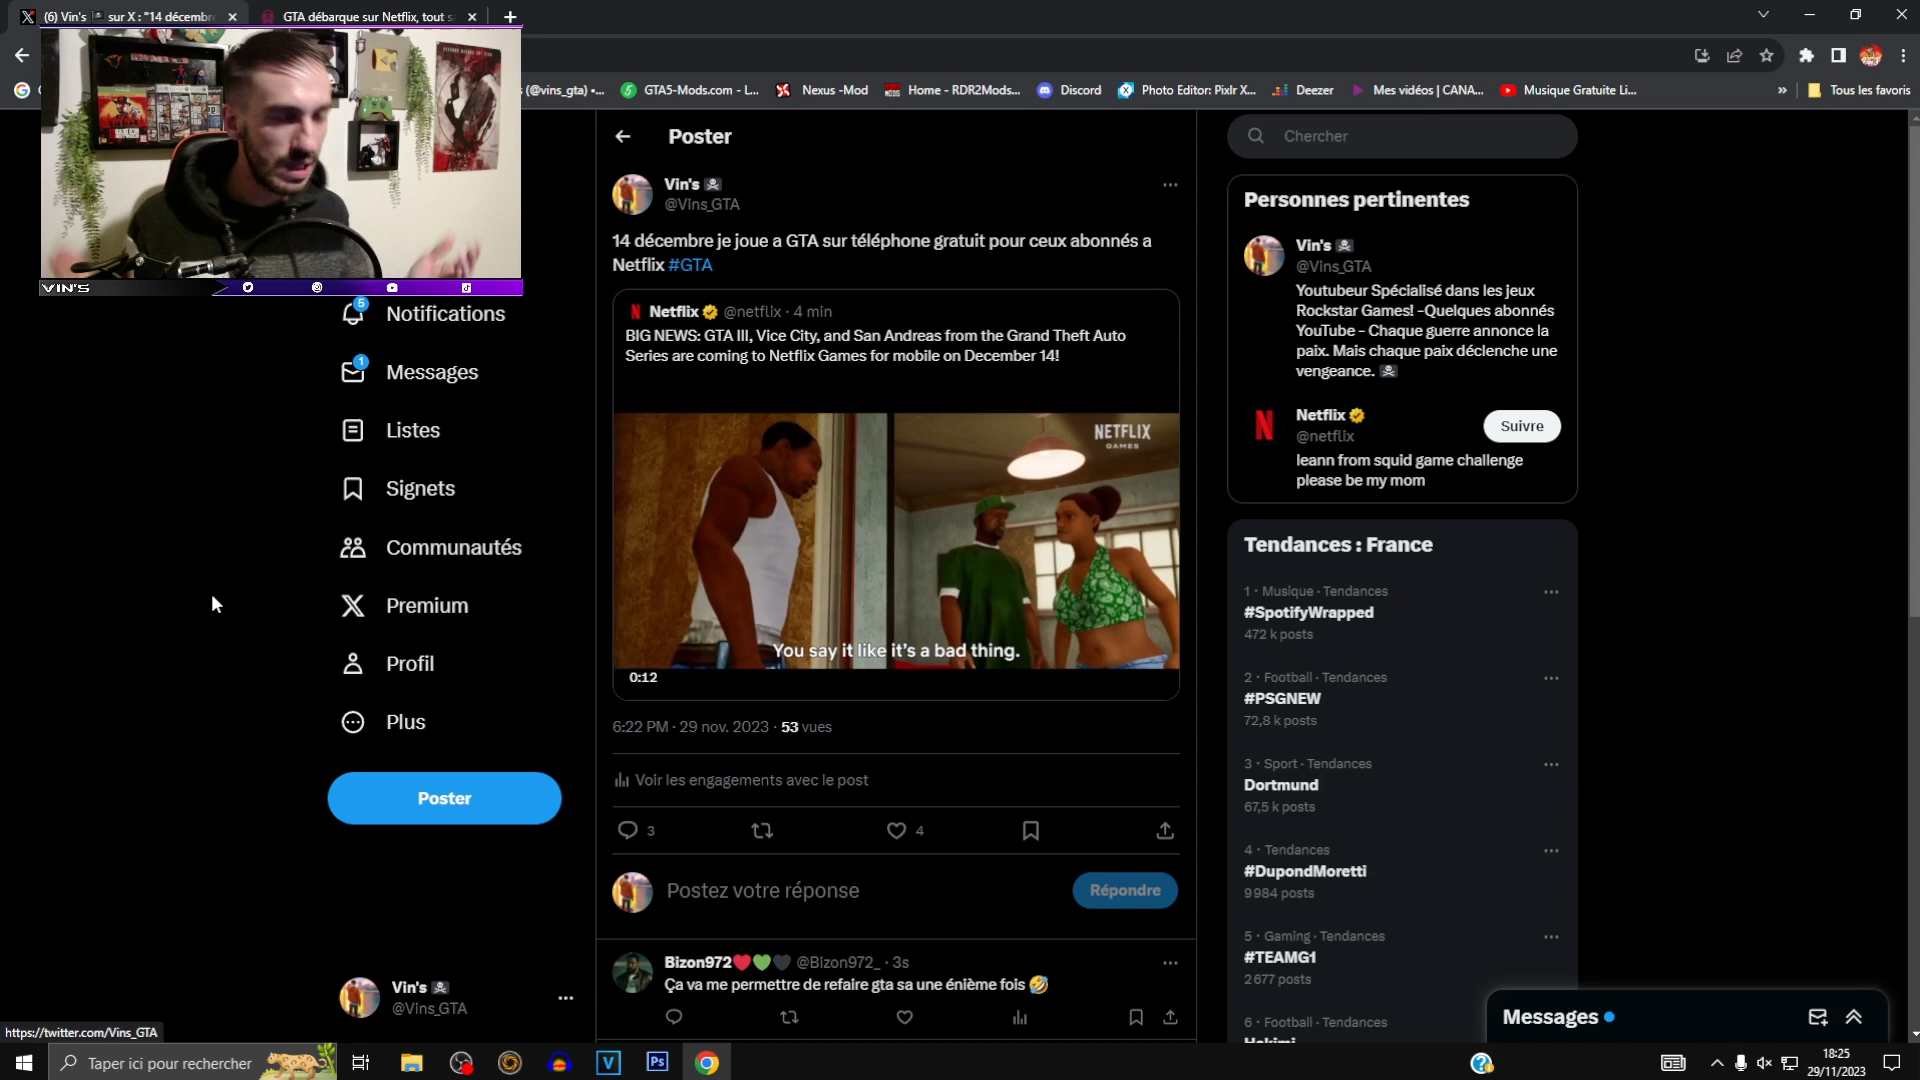 (6) Vin's ☠ sur X : "14 décembr
GTA débarque sur Netflix, tout s
(@vins_gta) •...
GTA5-Mods.com - L...
Nexus -Mod
Home - RDR2Mods...
Discord
Photo Editor: Pixlr X...
Deezer
Mes vidéos | CANA...
Musique Gratuite Li...
»
Tous les favoris
VIN'S
Notifications
5
Messages
1
Listes
Signets
Communautés
Premium
Profil
Plus
Poster
Vin's ☠
@Vins_GTA
https://twitter.com/Vins_GTA
Poster
Vin's ☠
@Vins_GTA
14 décembre je joue a GTA sur téléphone gratuit pour ceux abonnés a
Netflix #GTA
Netflix @netflix · 4 min
BIG NEWS: GTA III, Vice City, and San Andreas from the Grand Theft Auto
Series are coming to Netflix Games for mobile on December 14!
NETFLIX
GAMES
You say it like it's a bad thing.
0:12
6:22 PM · 29 nov. 2023 · 53 vues
Voir les engagements avec le post
3
4
Postez votre réponse
Répondre
Bizon972❤️💚🖤 @Bizon972_ · 3s
Ça va me permettre de refaire gta sa une énième fois 🤣
Chercher
Personnes pertinentes
Vin's ☠
@Vins_GTA
Youtubeur Spécialisé dans les jeux
Rockstar Games! -Quelques abonnés
YouTube - Chaque guerre annonce la
paix. Mais chaque paix déclenche une
vengeance. ☠
Netflix
@netflix
Suivre
leann from squid game challenge
please be my mom
Tendances : France
1 · Musique · Tendances
#SpotifyWrapped
472 k posts
2 · Football · Tendances
#PSGNEW
72,8 k posts
3 · Sport · Tendances
Dortmund
67,5 k posts
4 · Tendances
#DupondMoretti
9 984 posts
5 · Gaming · Tendances
#TEAMG1
2 677 posts
6 · Football · Tendances
Hakimi
Messages
Taper ici pour rechercher
V
Ps
18:25
29/11/2023